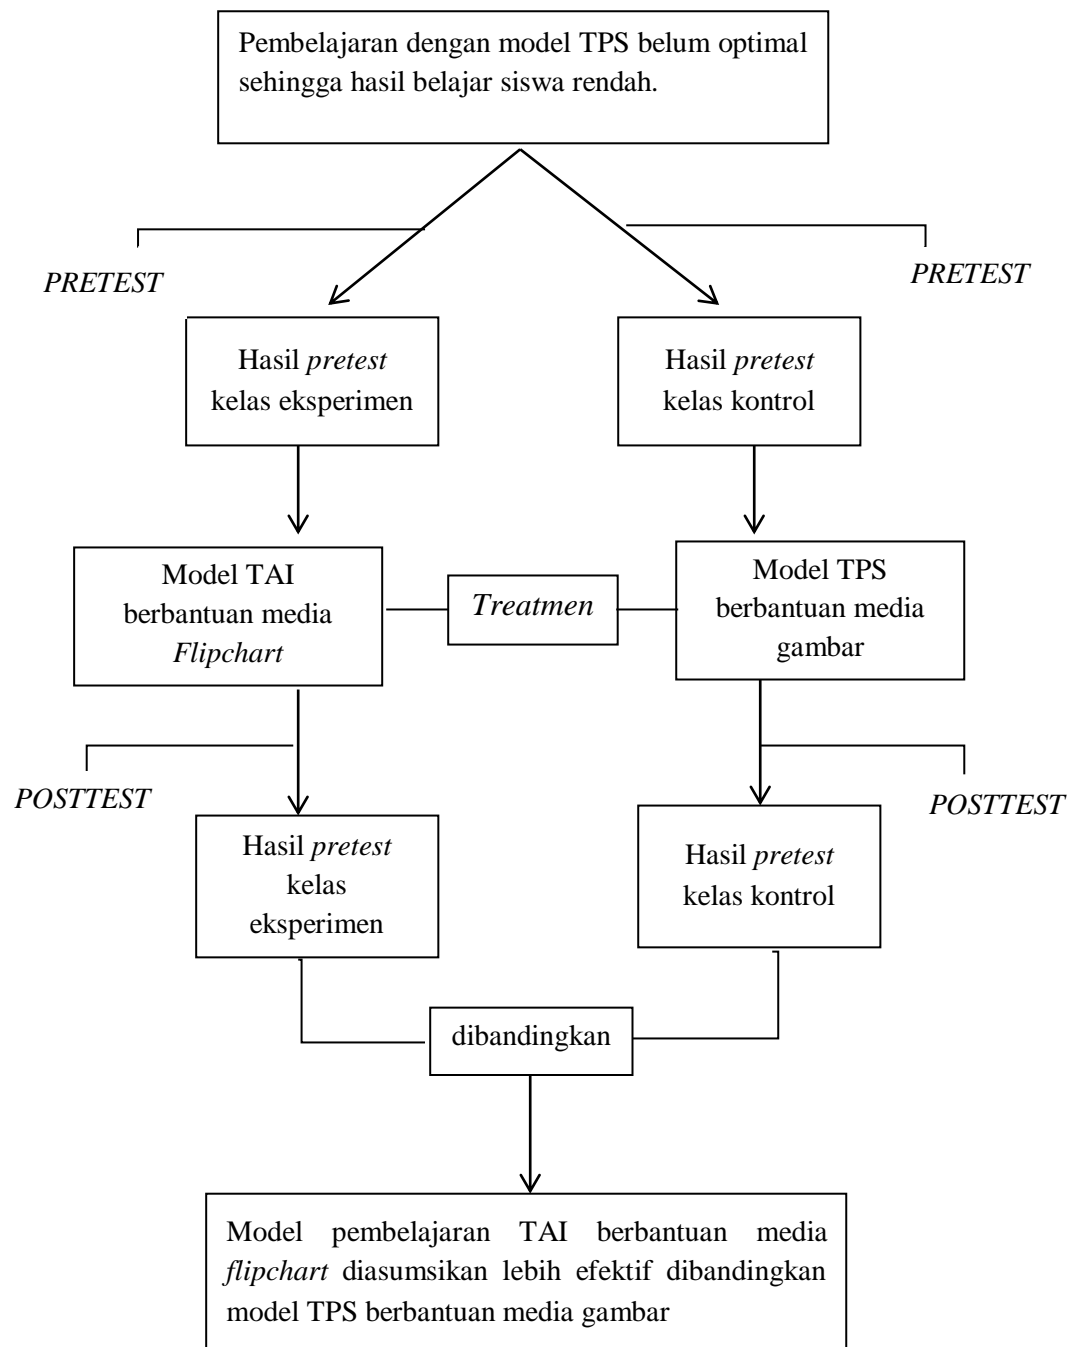 Pembelajaran dengan model TPS belum optimal
sehingga hasil belajar siswa rendah.
PRETEST
PRETEST
Hasil pretest
kelas eksperimen
Hasil pretest
kelas kontrol
Model TAI
berbantuan media
Flipchart
Treatmen
Model TPS
berbantuan media
gambar
POSTTEST
POSTTEST
Hasil pretest
kelas
eksperimen
Hasil pretest
kelas kontrol
dibandingkan
Model pembelajaran TAI berbantuan media
flipchart diasumsikan lebih efektif dibandingkan
model TPS berbantuan media gambar